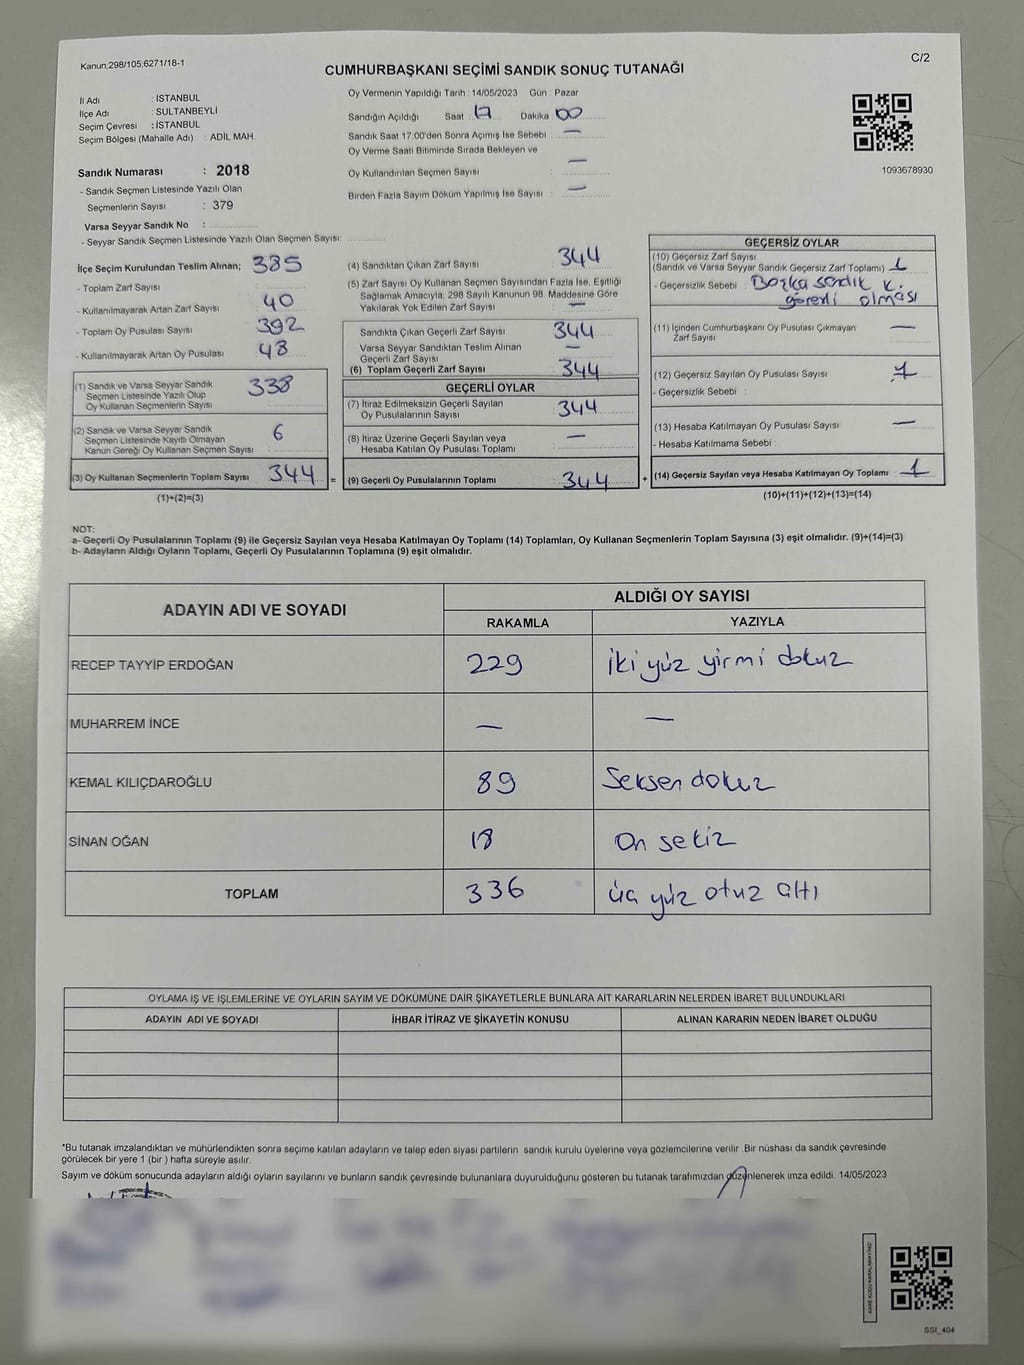 Kanun;298/105;6271/18-1
C/2
CUMHURBAŞKANI SEÇİMİ SANDIK SONUÇ TUTANAĞI
İl Adı : İSTANBUL
İlçe Adı : SULTANBEYLİ
Seçim Çevresi : İSTANBUL
Seçim Bölgesi (Mahalle Adı) : ADİL MAH.
Sandık Numarası : 2018
- Sandık Seçmen Listesinde Yazılı Olan
Seçmenlerin Sayısı : 379
Varsa Seyyar Sandık No :
- Seyyar Sandık Seçmen Listesinde Yazılı Olan Seçmen Sayısı:
Oy Vermenin Yapıldığı Tarih : 14/05/2023 Gün : Pazar
Sandığın Açıldığı Saat 17 Dakika 00
Sandık Saat 17:00'den Sonra Açımış İse Sebebi : —
Oy Verme Saati Bitiminde Sırada Bekleyen ve
Oy Kullandırılan Seçmen Sayısı : —
Birden Fazla Sayım Döküm Yapılmış İse Sayısı : —
1093678930
İlçe Seçim Kurulundan Teslim Alınan; 385
- Toplam Zarf Sayısı
- Kullanılmayarak Artan Zarf Sayısı 40
- Toplam Oy Pusulası Sayısı 392
- Kullanılmayarak Artan Oy Pusulası 48
(1) Sandık ve Varsa Seyyar Sandık 338
Seçmen Listesinde Yazılı Olup
Oy Kullanan Seçmenlerin Sayısı
(2) Sandık ve Varsa Seyyar Sandık
Seçmen Listesinde Kayıtlı Olmayan 6
Kanun Gereği Oy Kullanan Seçmen Sayısı
(3) Oy Kullanan Seçmenlerin Toplam Sayısı 344 =
(1)+(2)=(3)
(4) Sandıktan Çıkan Zarf Sayısı 344
(5) Zarf Sayısı Oy Kullanan Seçmen Sayısından Fazla İse, Eşitliği
Sağlamak Amacıyla; 298 Sayılı Kanunun 98. Maddesine Göre
Yakılarak Yok Edilen Zarf Sayısı : —
Sandıkta Çıkan Geçerli Zarf Sayısı 344
Varsa Seyyar Sandıktan Teslim Alınan —
Geçerli Zarf Sayısı
(6) Toplam Geçerli Zarf Sayısı 344
GEÇERLİ OYLAR
(7) İtiraz Edilmeksizin Geçerli Sayılan 344
Oy Pusulalarının Sayısı
(8) İtiraz Üzerine Geçerli Sayılan veya —
Hesaba Katılan Oy Pusulası Toplamı
(9) Geçerli Oy Pusulalarının Toplamı : 344 +
GEÇERSİZ OYLAR
(10) Geçersiz Zarf Sayısı
(Sandık ve Varsa Seyyar Sandık Geçersiz Zarf Toplamı) 1
- Geçersizlik Sebebi : Başka sandık K.
görevli olması
(11) İçinden Cumhurbaşkanı Oy Pusulası Çıkmayan —
Zarf Sayısı
(12) Geçersiz Sayılan Oy Pusulası Sayısı 1
- Geçersizlik Sebebi :
(13) Hesaba Katılmayan Oy Pusulası Sayısı —
- Hesaba Katılmama Sebebi :
(14) Geçersiz Sayılan veya Hesaba Katılmayan Oy Toplamı 1
(10)+(11)+(12)+(13)=(14)
NOT:
a- Geçerli Oy Pusulalarının Toplamı (9) ile Geçersiz Sayılan veya Hesaba Katılmayan Oy Toplamı (14) Toplamları, Oy Kullanan Seçmenlerin Toplam Sayısına (3) eşit olmalıdır. (9)+(14)=(3)
b- Adayların Aldığı Oyların Toplamı, Geçerli Oy Pusulalarının Toplamına (9) eşit olmalıdır.
ADAYIN ADI VE SOYADI
ALDIĞI OY SAYISI
RAKAMLA YAZIYLA
RECEP TAYYİP ERDOĞAN 229 iki yüz yirmi dokuz
MUHARREM İNCE — —
KEMAL KILIÇDAROĞLU 89 Seksen dokuz
SİNAN OĞAN 18 On sekiz
TOPLAM 336 üç yüz otuz altı
OYLAMA İŞ VE İŞLEMLERİNE VE OYLARIN SAYIM VE DÖKÜMÜNE DAİR ŞİKAYETLERLE BUNLARA AİT KARARLARIN NELERDEN İBARET BULUNDUKLARI
ADAYIN ADI VE SOYADI İHBAR İTİRAZ VE ŞİKAYETİN KONUSU ALINAN KARARIN NEDEN İBARET OLDUĞU
*Bu tutanak imzalandıktan ve mühürlendikten sonra seçime katılan adayların ve talep eden siyasi partilerin sandık kurulu üyelerine veya gözlemcilerine verilir. Bir nüshası da sandık çevresinde
görülecek bir yere 1 (bir ) hafta süreyle asılır.
Sayım ve döküm sonucunda adayların aldığı oyların sayılarını ve bunların sandık çevresinde bulunanlara duyurulduğunu gösteren bu tutanak tarafımızdan düzenlenerek imza edildi. 14/05/2023
KARE KODU KARALAMAYINIZ!
SSI_404